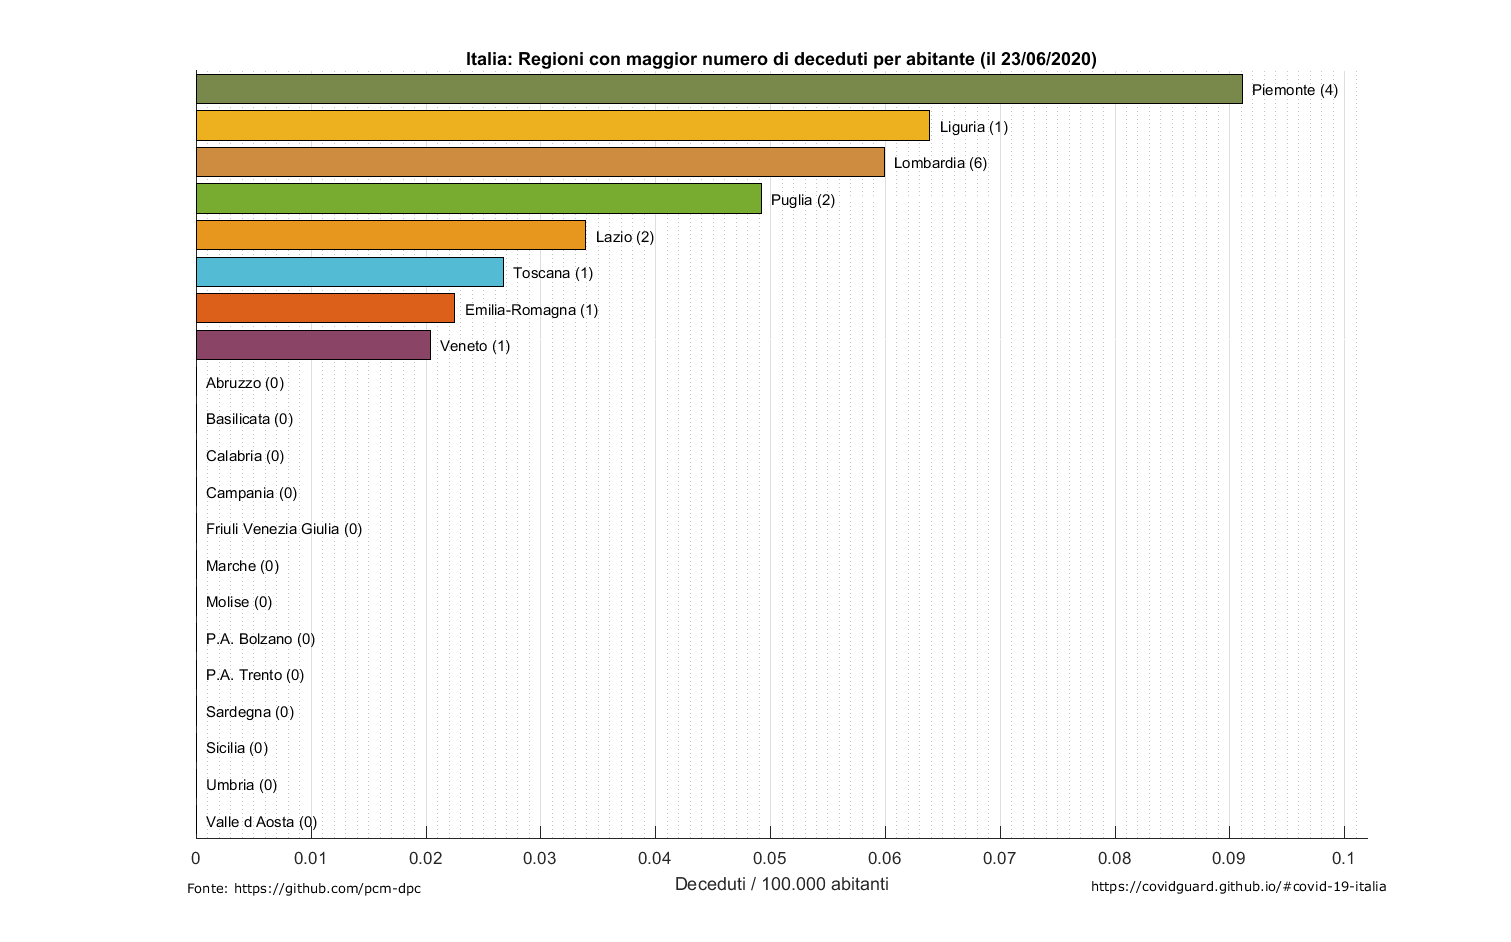 Italia: Regioni con maggior numero di deceduti per abitante (il 23/06/2020)
Piemonte (4)
Liguria (1)
Lombardia (6)
Puglia (2)
Lazio (2)
Toscana (1)
Emilia-Romagna (1)
Veneto (1)
Abruzzo (0)
Basilicata (0)
Calabria (0)
Campania (0)
Friuli Venezia Giulia (0)
Marche (0)
Molise (0)
P.A. Bolzano (0)
P.A. Trento (0)
Sardegna (0)
Sicilia (0)
Umbria (0)
Valle d Aosta (0)
0 0.01 0.02 0.03 0.04 0.05 0.06 0.07 0.08 0.09 0.1
Deceduti / 100.000 abitanti
Fonte: https://github.com/pcm-dpc
https://covidguard.github.io/#covid-19-italia